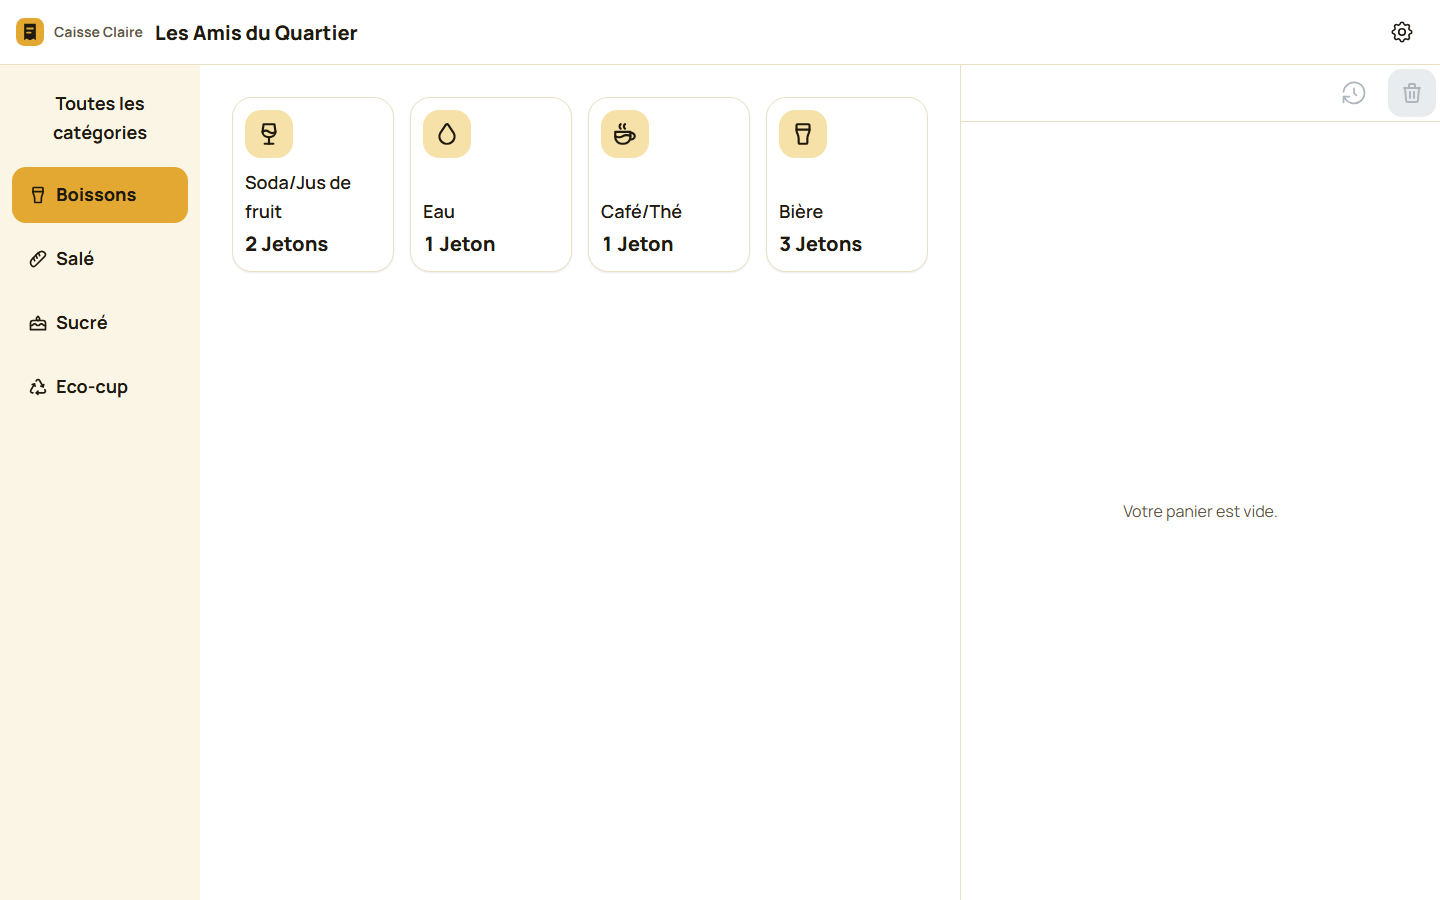 Caisse Claire Les Amis du Quartier
Toutes les
catégories
Boissons
Salé
Sucré
Eco-cup
Soda/Jus de
fruit
2 Jetons
Eau
1 Jeton
Café/Thé
1 Jeton
Bière
3 Jetons
Votre panier est vide.